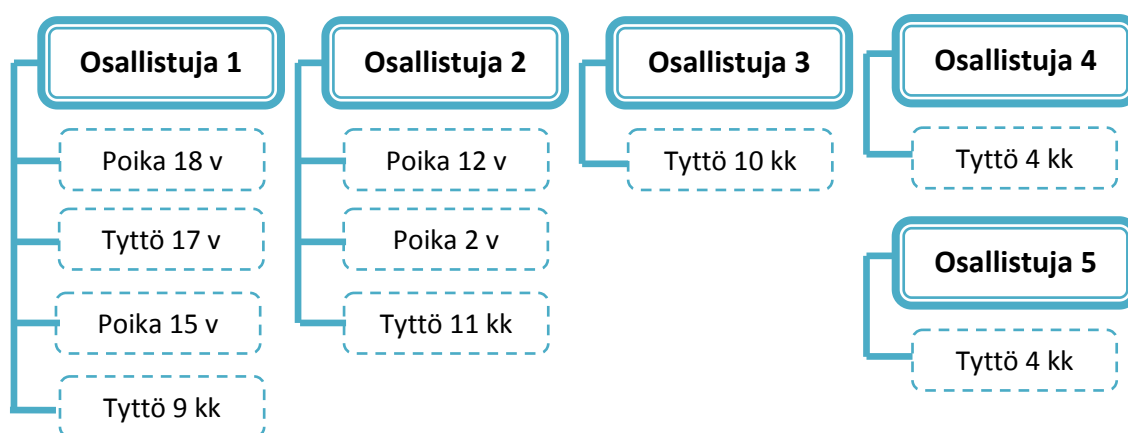 Osallistuja 1
Poika 18 v
Tyttö 17 v
Poika 15 v
Tyttö 9 kk
Osallistuja 2
Poika 12 v
Poika 2 v
Tyttö 11 kk
Osallistuja 3
Tyttö 10 kk
Osallistuja 4
Tyttö 4 kk
Osallistuja 5
Tyttö 4 kk